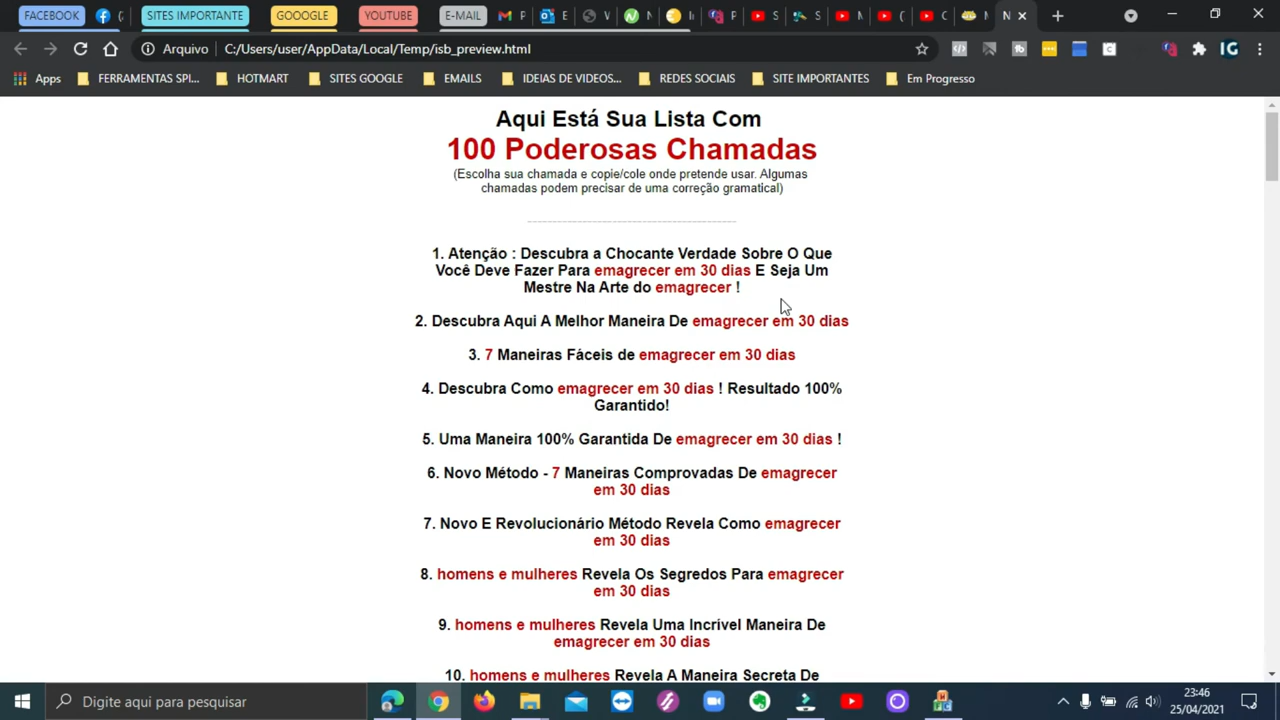 FACEBOOK
SITES IMPORTANTE
GOOOGLE
YOUTUBE
E-MAIL
Arquivo
C:/Users/user/AppData/Local/Temp/isb_preview.html
IG
Apps
FERRAMENTAS SPI...
HOTMART
SITES GOOGLE
EMAILS
IDEIAS DE VIDEOS...
REDES SOCIAIS
SITE IMPORTANTES
Em Progresso
Aqui Está Sua Lista Com
100 Poderosas Chamadas
(Escolha sua chamada e copie/cole onde pretende usar. Algumas
chamadas podem precisar de uma correção gramatical)
1. Atenção : Descubra a Chocante Verdade Sobre O Que
Você Deve Fazer Para emagrecer em 30 dias E Seja Um
Mestre Na Arte do emagrecer !
2. Descubra Aqui A Melhor Maneira De emagrecer em 30 dias
3. 7 Maneiras Fáceis de emagrecer em 30 dias
4. Descubra Como emagrecer em 30 dias ! Resultado 100%
Garantido!
5. Uma Maneira 100% Garantida De emagrecer em 30 dias !
6. Novo Método - 7 Maneiras Comprovadas De emagrecer
em 30 dias
7. Novo E Revolucionário Método Revela Como emagrecer
em 30 dias
8. homens e mulheres Revela Os Segredos Para emagrecer
em 30 dias
9. homens e mulheres Revela Uma Incrível Maneira De
emagrecer em 30 dias
10. homens e mulheres Revela A Maneira Secreta De
Digite aqui para pesquisar
23:46
25/04/2021